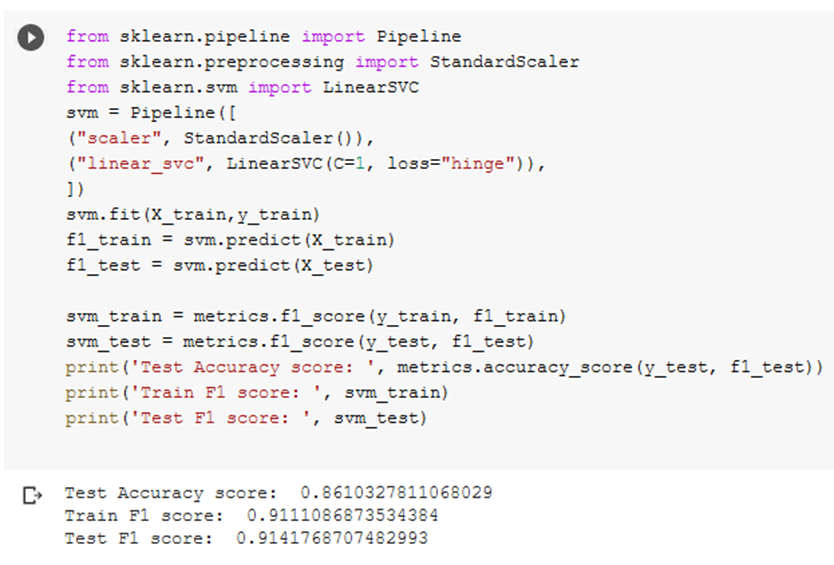 from sklearn.pipeline import Pipeline
from sklearn.preprocessing import StandardScaler
from sklearn.svm import LinearSVC
svm = Pipeline([
("scaler", StandardScaler()),
("linear_svc", LinearSVC(C=1, loss="hinge")),
])
svm.fit(X_train,y_train)
f1_train = svm.predict(X_train)
f1_test = svm.predict(X_test)
svm_train = metrics.f1_score(y_train, f1_train)
svm_test = metrics.f1_score(y_test, f1_test)
print('Test Accuracy score: ', metrics.accuracy_score(y_test, f1_test))
print('Train F1 score: ', svm_train)
print('Test F1 score: ', svm_test)
Test Accuracy score:  0.8610327811068029
Train F1 score:  0.9111086873534384
Test F1 score:  0.9141768707482993